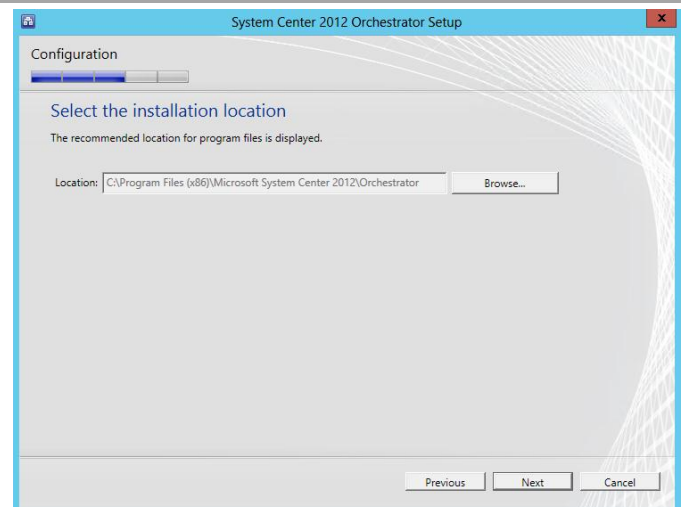 System Center 2012 Orchestrator Setup
x
Configuration
Select the installation location
The recommended location for program files is displayed.
Location: C:\Program Files (x86)\Microsoft System Center 2012\Orchestrator Browse...
Previous Next Cancel